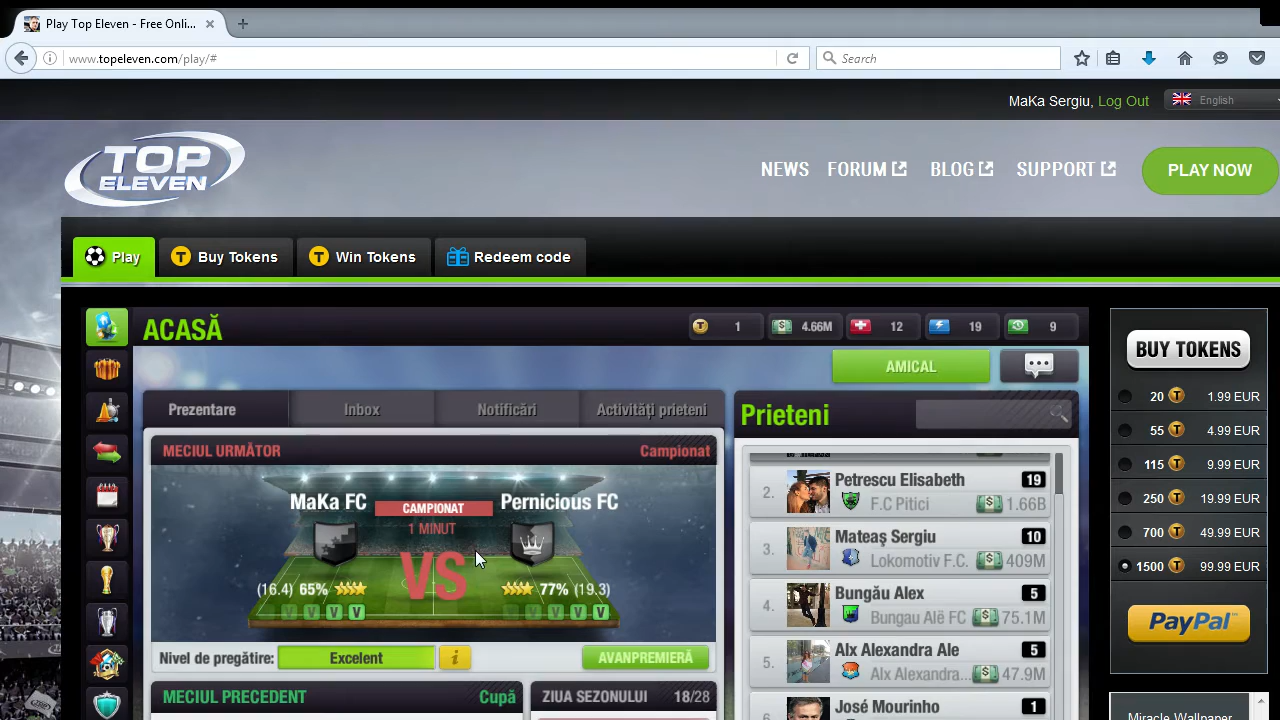 Play Top Eleven - Free Onli...
www.topeleven.com/play/#
Search
MaKa Sergiu, Log Out
English
TOP
ELEVEN
NEWS
FORUM
BLOG
SUPPORT
PLAY NOW
Play
Buy Tokens
Win Tokens
Redeem code
ACASĂ
1
4.66M
12
19
9
AMICAL
Prezentare
Inbox
Notificări
Activități prieteni
MECIUL URMĂTOR
Campionat
MaKa FC
CAMPIONAT
Pernicious FC
1 MINUT
VS
(16.4) 65%
77% (19.3)
V V V V
V V V V V
Nivel de pregătire:
Excelent
i
AVANPREMIERĂ
MECIUL PRECEDENT
Cupă
ZIUA SEZONULUI
18/28
Prieteni
2.
Petrescu Elisabeth
19
F.C Pitici
1.66B
3.
Mateaş Sergiu
10
Lokomotiv F.C.
409M
4.
Bungău Alex
5
Bungau Alë FC
75.1M
5.
Alx Alexandra Ale
5
Alx Alexandra...
47.9M
José Mourinho
1
BUY TOKENS
20 T 1.99 EUR
55 T 4.99 EUR
115 T 9.99 EUR
250 T 19.99 EUR
700 T 49.99 EUR
1500 T 99.99 EUR
PayPal
Miracle Wallpaper